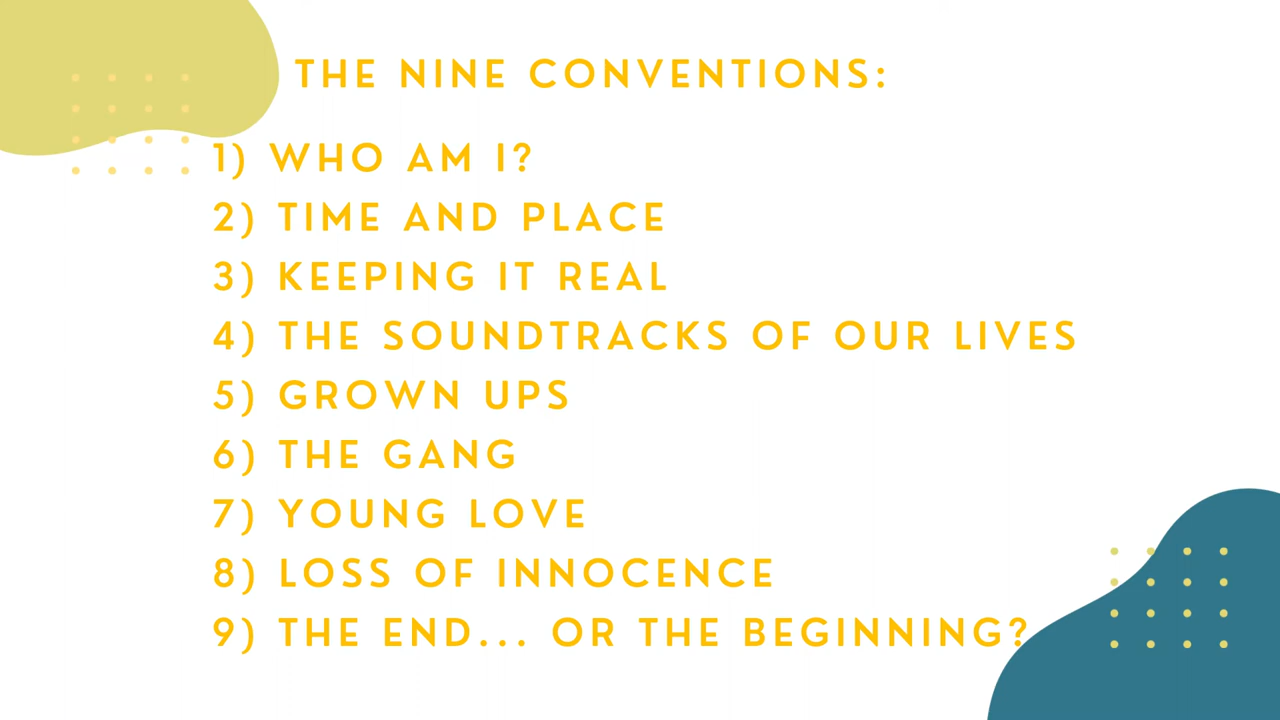 THE NINE CONVENTIONS:
1) WHO AM I?
2) TIME AND PLACE
3) KEEPING IT REAL
4) THE SOUNDTRACKS OF OUR LIVES
5) GROWN UPS
6) THE GANG
7) YOUNG LOVE
8) LOSS OF INNOCENCE
9) THE END... OR THE BEGINNING?